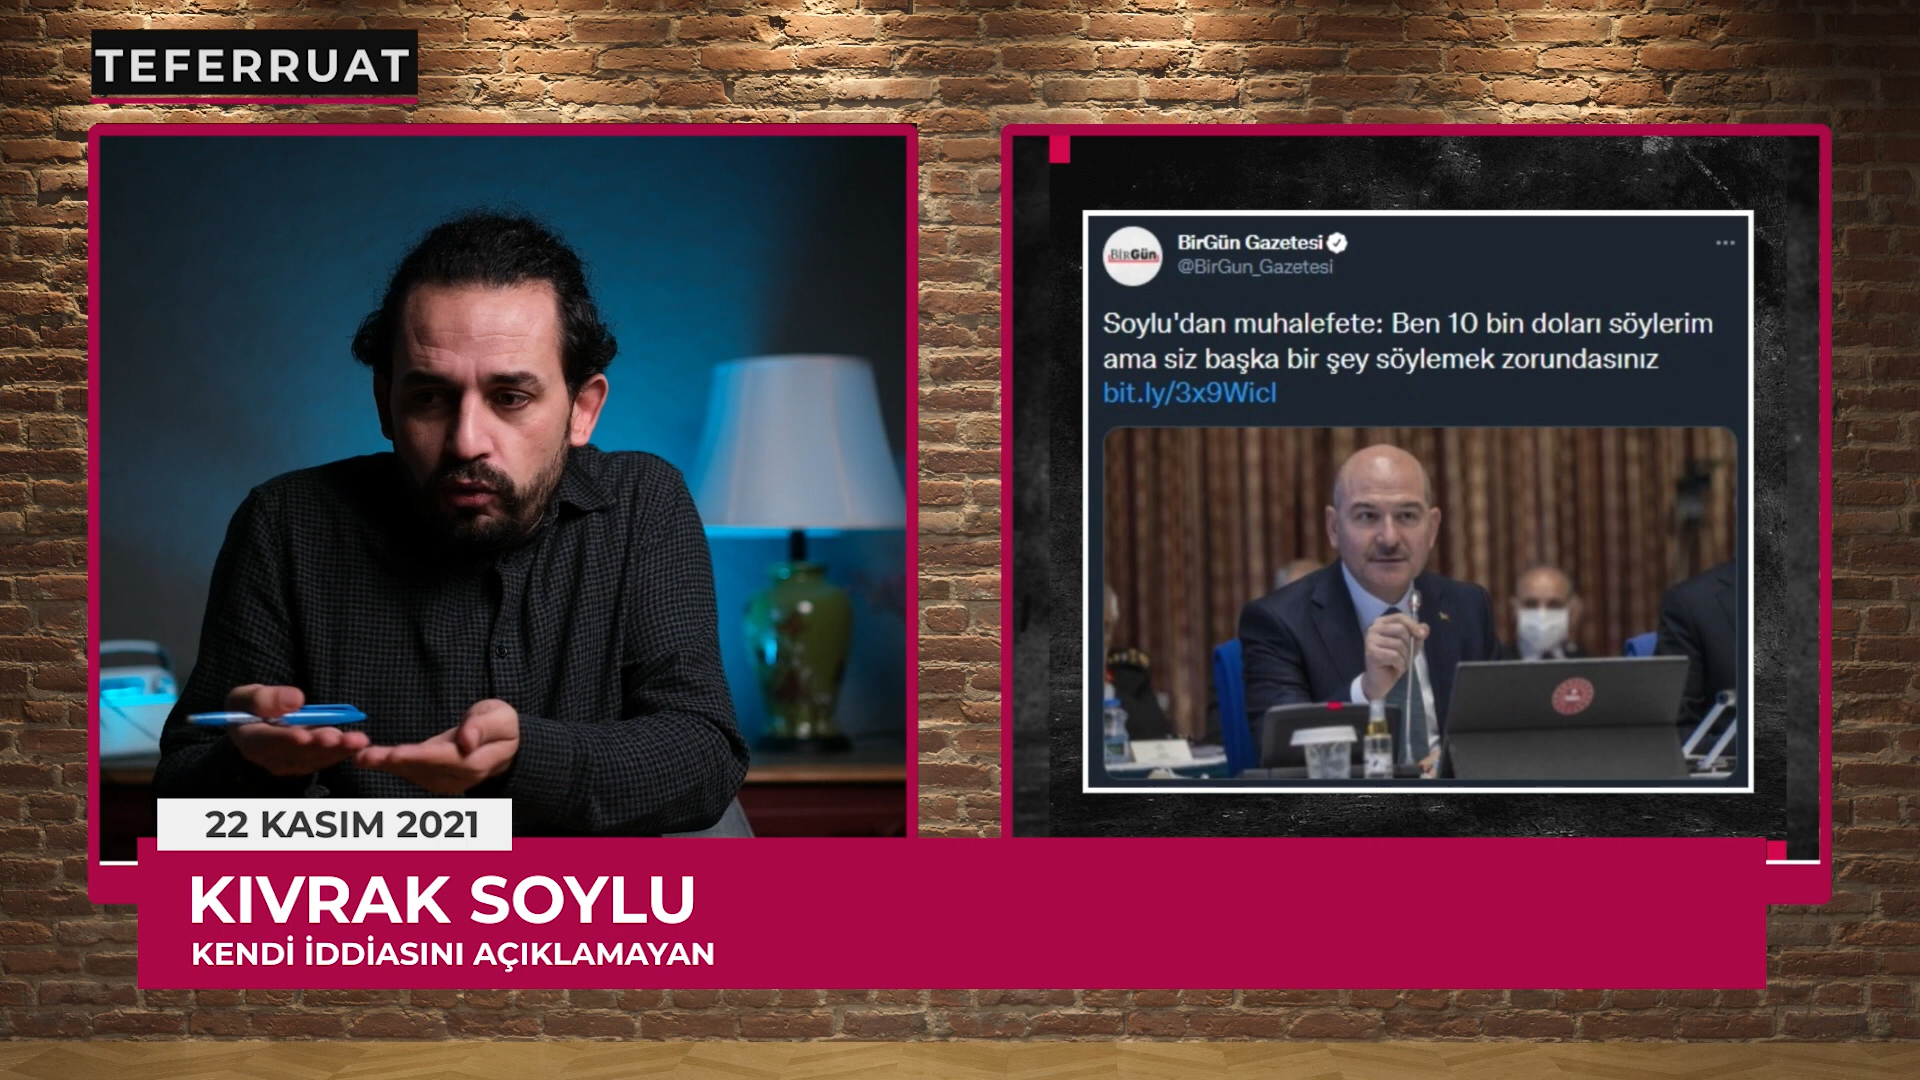 TEFERRUAT
BirGün
BirGün Gazetesi
@BirGun_Gazetesi
Soylu'dan muhalefete: Ben 10 bin doları söylerim
ama siz başka bir şey söylemek zorundasınız
bit.ly/3x9Wicl
22 KASIM 2021
KIVRAK SOYLU
KENDİ İDDİASINI AÇIKLAMAYAN